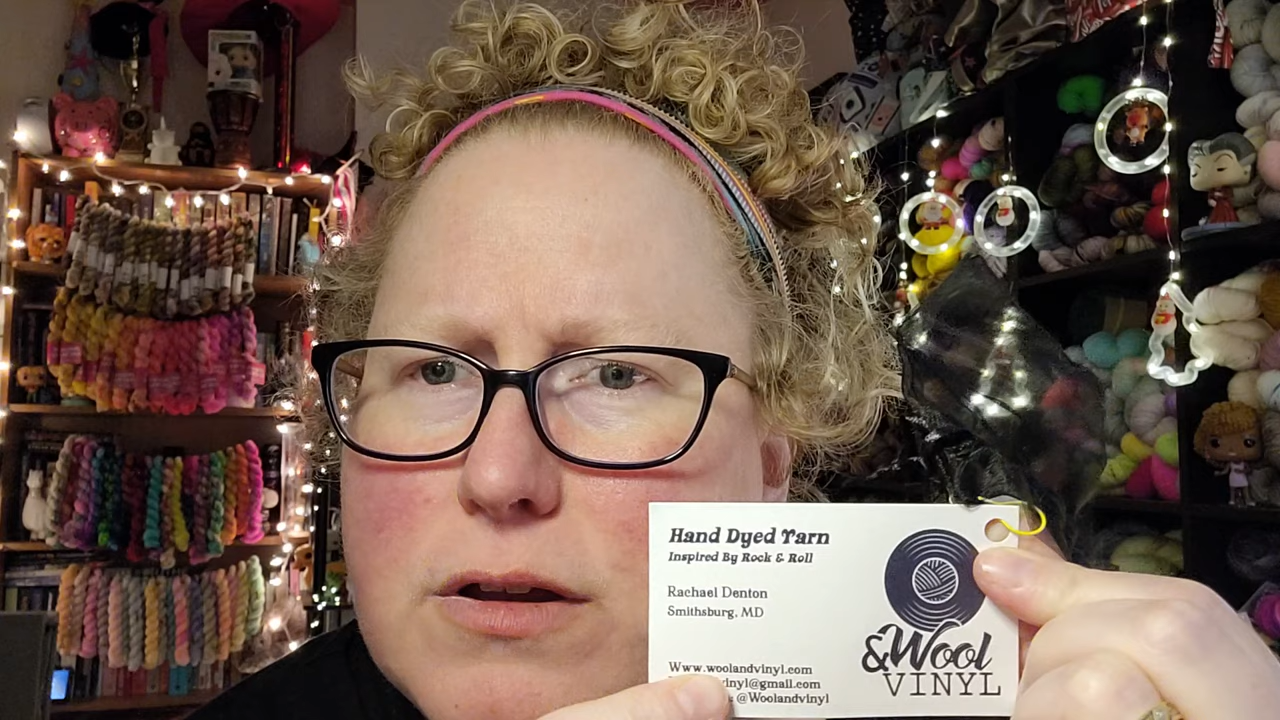 Hand Dyed Yarn
Inspired By Rock & Roll
Rachael Denton
Smithsburg, MD
Www.woolandvinyl.com
vinyl@gmail.com
@Woolandvinyl
&Wool
VINYL